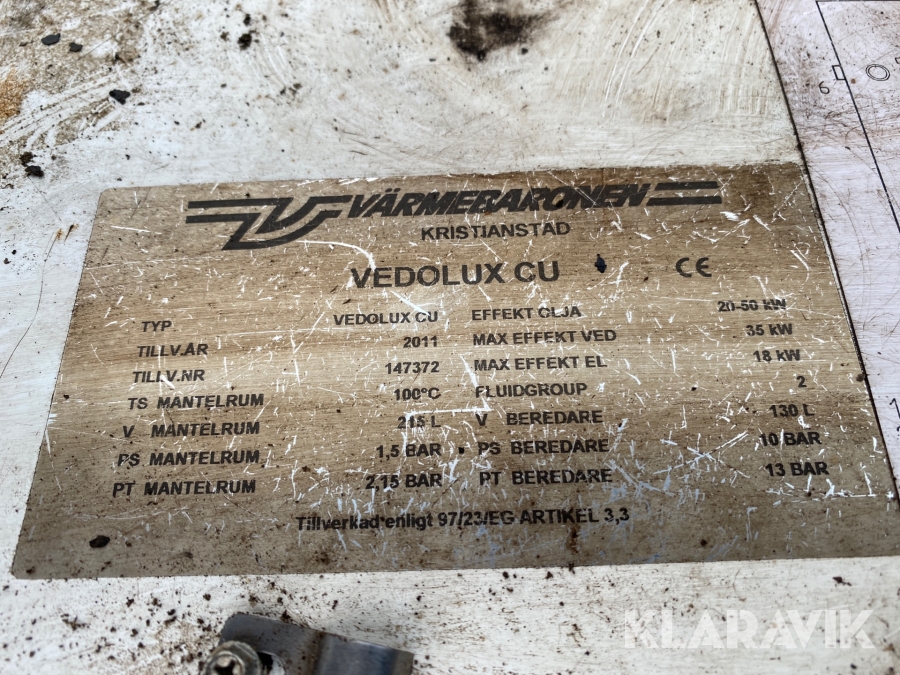 VÄRMEBARONEN
KRISTIANSTAD
VEDOLUX CU CE
TYP VEDOLUX CU EFFEKT OLJA 20-50 kW
TILLV.ÅR 2011 MAX EFFEKT VED 35 kW
TILLV.NR 147372 MAX EFFEKT EL 18 kW
TS MANTELRUM 100°C FLUIDGROUP 2
V MANTELRUM 215 L V BEREDARE 130 L
PS MANTELRUM 1,5 BAR PS BEREDARE 10 BAR
PT MANTELRUM 2,15 BAR PT BEREDARE 13 BAR
Tillverkad enligt 97/23/EG ARTIKEL 3,3
6
KLARAVIK